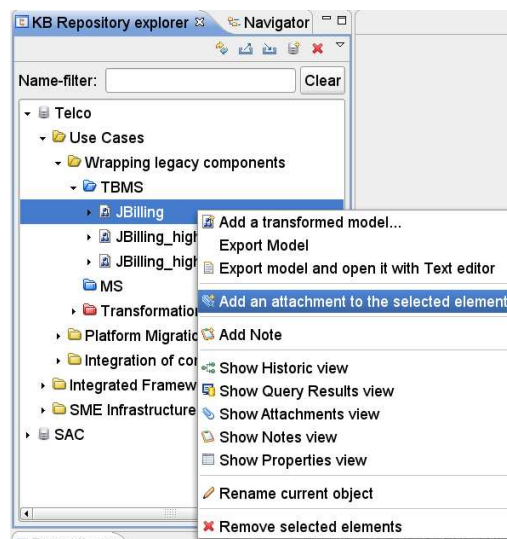 KB Repository explorer Navigator
Name-filter: Clear
Telco
Use Cases
Wrapping legacy components
TBMS
JBilling
JBilling_high
JBilling_high
MS
Transformation
Platform Migratio
Integration of cor
Integrated Framew
SME Infrastructure
SAC
Add a transformed model...
Export Model
Export model and open it with Text editor
Add an attachment to the selected element
Add Note
Show Historic view
Show Query Results view
Show Attachments view
Show Notes view
Show Properties view
Rename current object
Remove selected elements